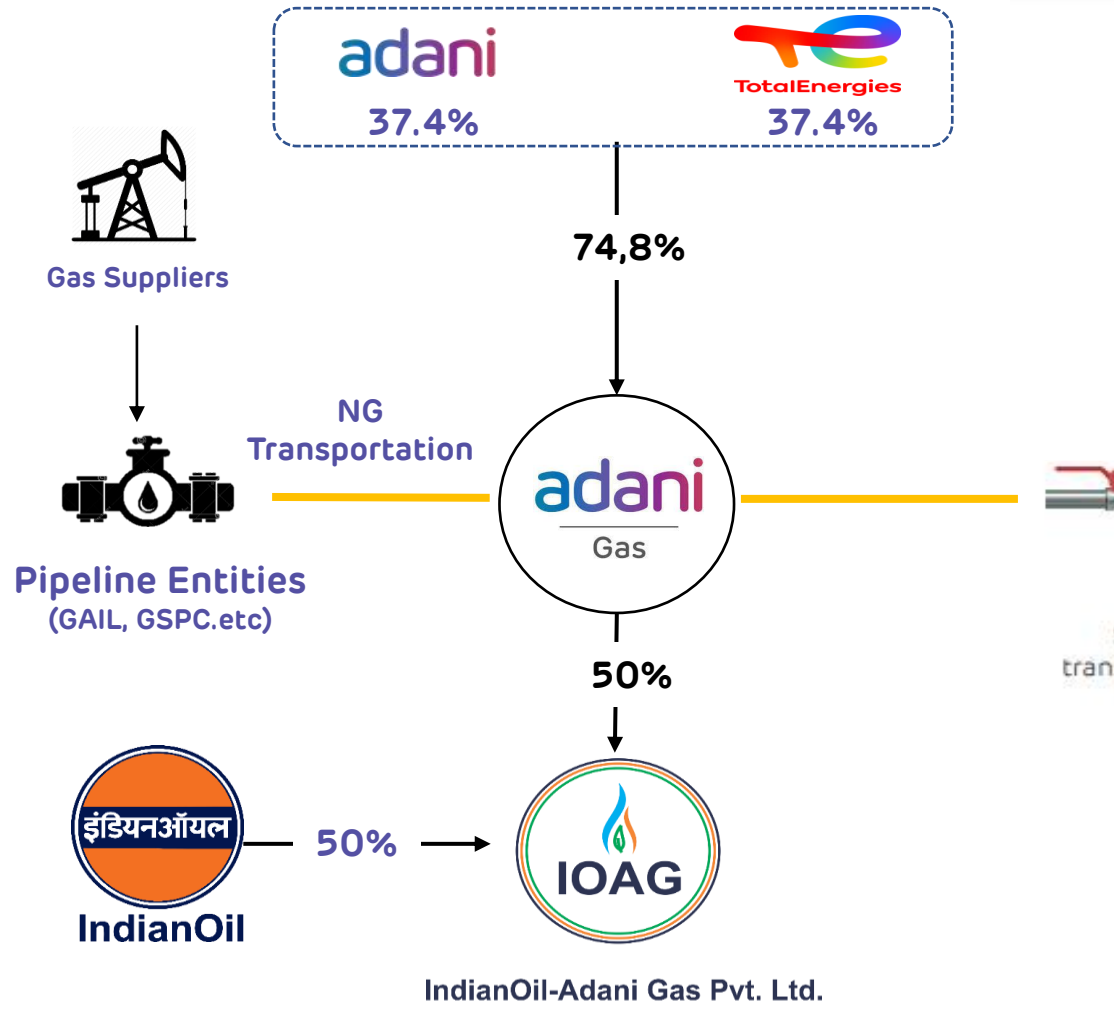 adani
TotalEnergies
37.4%
37.4%
74,8%
Gas Suppliers
NG
Transportation
adani
Gas
Pipeline Entities
(GAIL, GSPC.etc)
tran
50%
इंडियनऑयल
IndianOil
50%
IOAG
IndianOil-Adani Gas Pvt. Ltd.